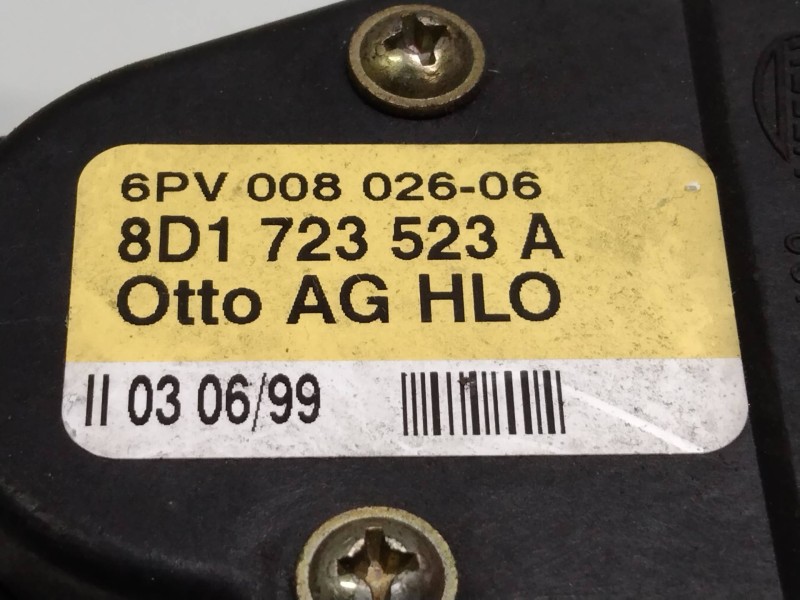 6PV 008 026-06
8D1 723 523 A
Otto AG HLO
II 03 06/99